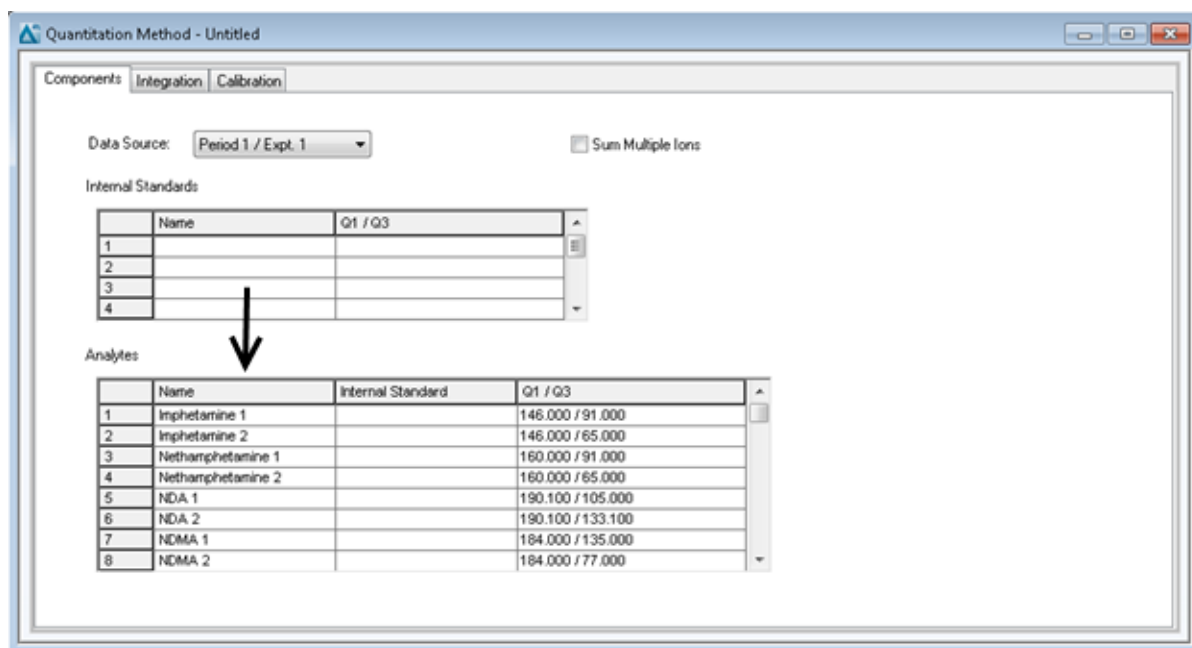 Quantitation Method - Untitled
Components Integration Calibration
Data Source: Period 1 / Expt. 1 Sum Multiple Ions
Internal Standards
Name Q1 / Q3
1
2
3
4
Analytes
Name Internal Standard Q1 / Q3
1 Imphetamine 1 146.000 / 91.000
2 Imphetamine 2 146.000 / 65.000
3 Nethamphetamine 1 160.000 / 91.000
4 Nethamphetamine 2 160.000 / 65.000
5 NDA 1 190.100 / 105.000
6 NDA 2 190.100 / 133.100
7 NDMA 1 184.000 / 135.000
8 NDMA 2 184.000 / 77.000